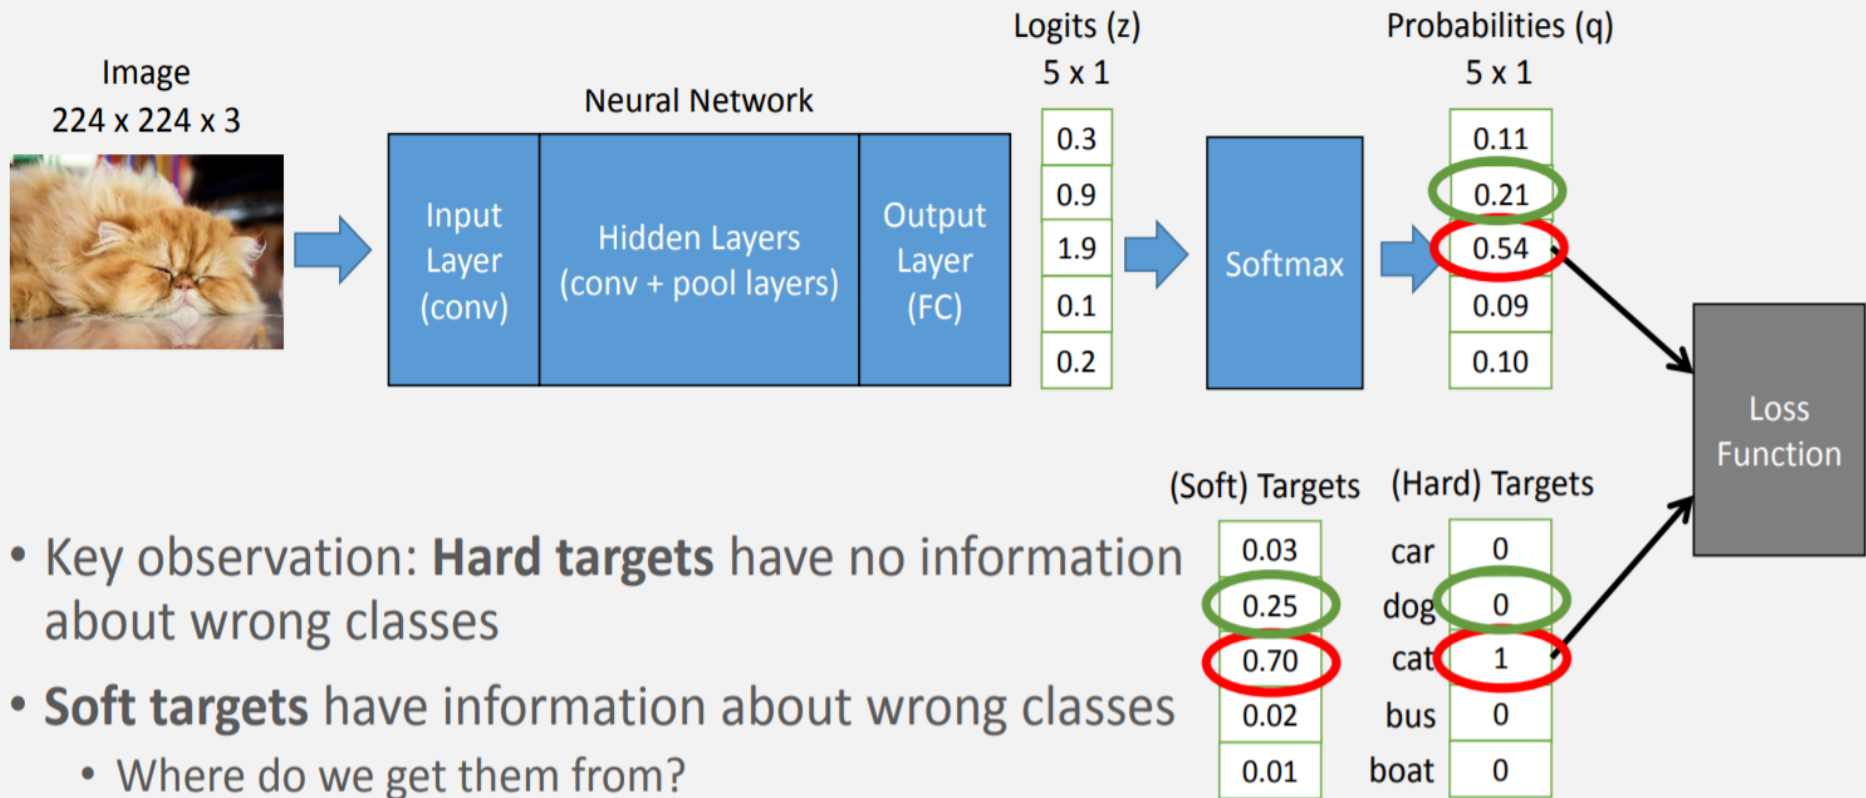 Image
224 x 224 x 3
Neural Network
Input
Layer
(conv)
Hidden Layers
(conv + pool layers)
Output
Layer
(FC)
Logits (z)
5 x 1
0.3
0.9
1.9
0.1
0.2
Softmax
Probabilities (q)
5 x 1
0.11
0.21
0.54
0.09
0.10
Loss
Function
• Key observation: Hard targets have no information
about wrong classes
• Soft targets have information about wrong classes
• Where do we get them from?
(Soft) Targets
0.03
0.25
0.70
0.02
0.01
(Hard) Targets
car 0
dog 0
cat 1
bus 0
boat 0